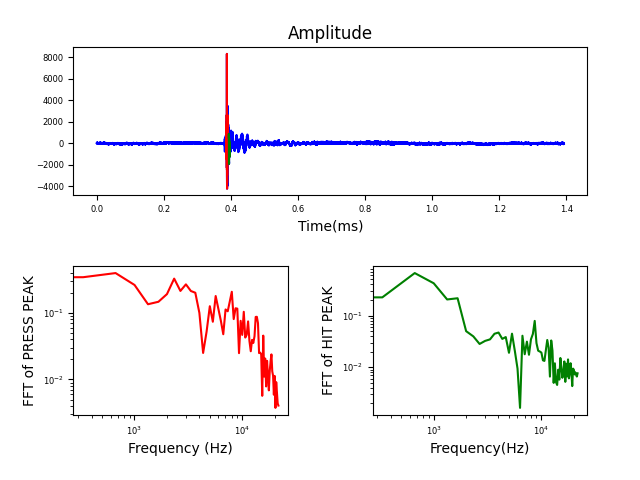 Amplitude
8000
6000
4000
2000
0
−2000
−4000
0.0 0.2 0.4 0.6 0.8 1.0 1.2 1.4
Time(ms)
FFT of PRESS PEAK
10⁻¹
10⁻²
10³ 10⁴
Frequency (Hz)
FFT of HIT PEAK
10⁻¹
10⁻²
10³ 10⁴
Frequency(Hz)